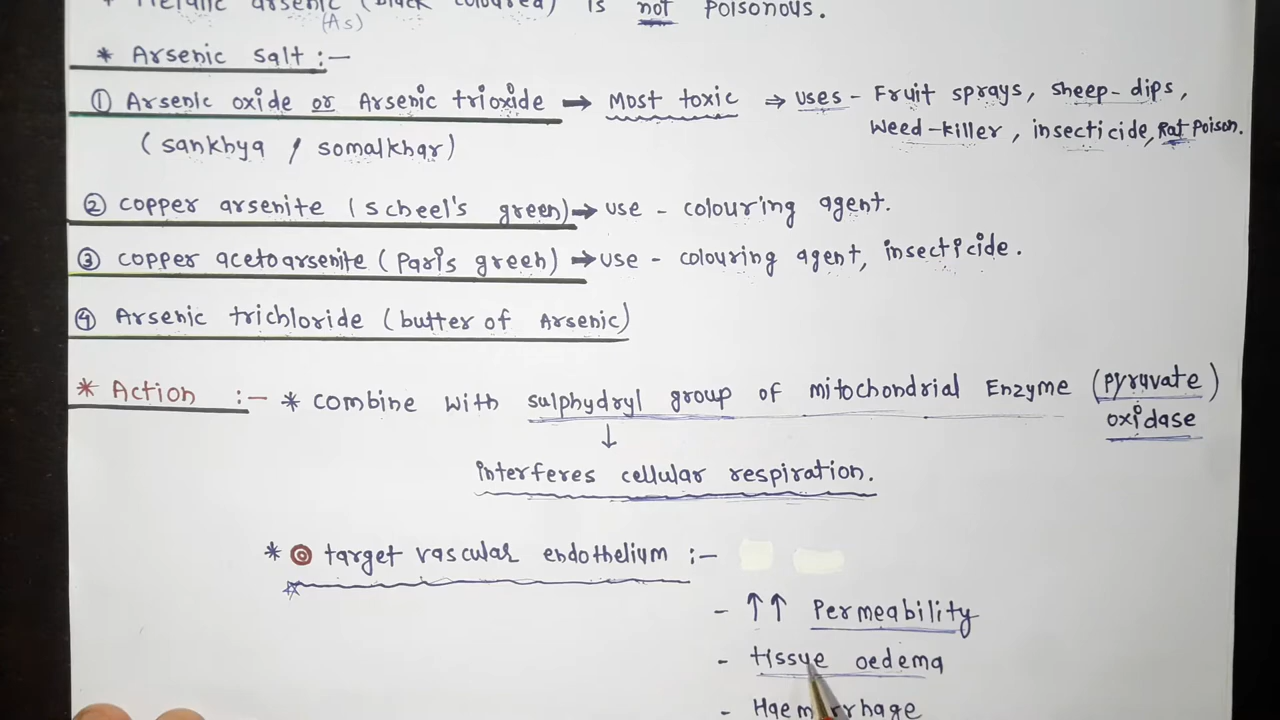 * Metallic arsenic (black coloured) is not Poisonous.
(As)
* Arsenic salt :-
① Arsenic oxide or Arsenic trioxide → Most toxic ⇒ uses - Fruit sprays, sheep-dips,
(sankhya / somalkhar) Weed-killer, insecticide, Rat Poison.
② copper arsenite (scheel's green) → use - colouring agent.
③ copper acetoarsenite (paris green) → use - colouring agent, insecticide.
④ Arsenic trichloride (butter of Arsenic)
* Action :- * combine with sulphydryl group of mitochondrial Enzyme (pyruvate)
oxidase
↓
interferes cellular respiration.
* target vascular endothelium :-
- ↑↑ Permeability
- tissue oedema
- Haemorrhage